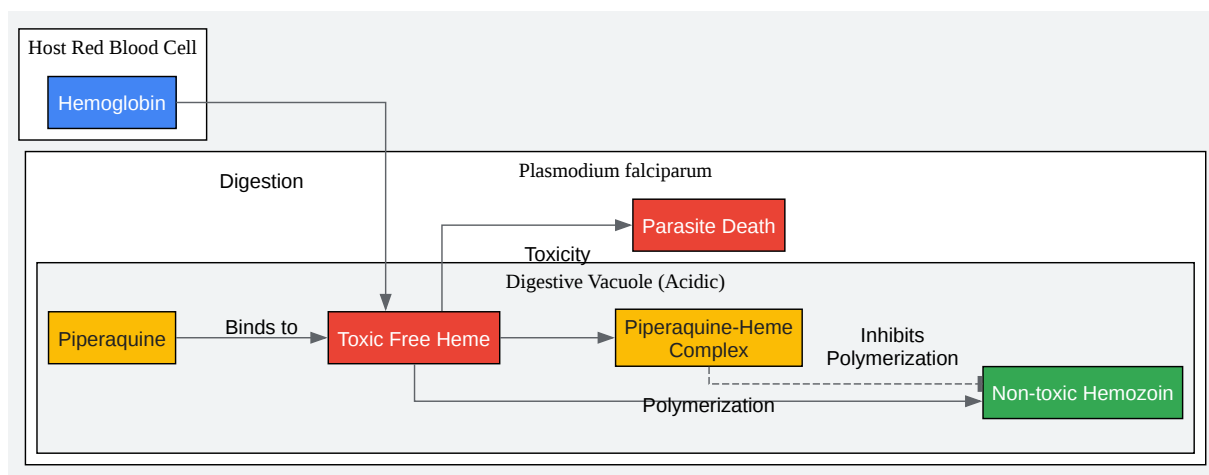 Host Red Blood Cell
Hemoglobin
Plasmodium falciparum
Digestion
Parasite Death
Toxicity
Digestive Vacuole (Acidic)
Piperaquine
Binds to
Toxic Free Heme
Piperaquine-Heme
Complex
Inhibits
Polymerization
Non-toxic Hemozoin
Polymerization